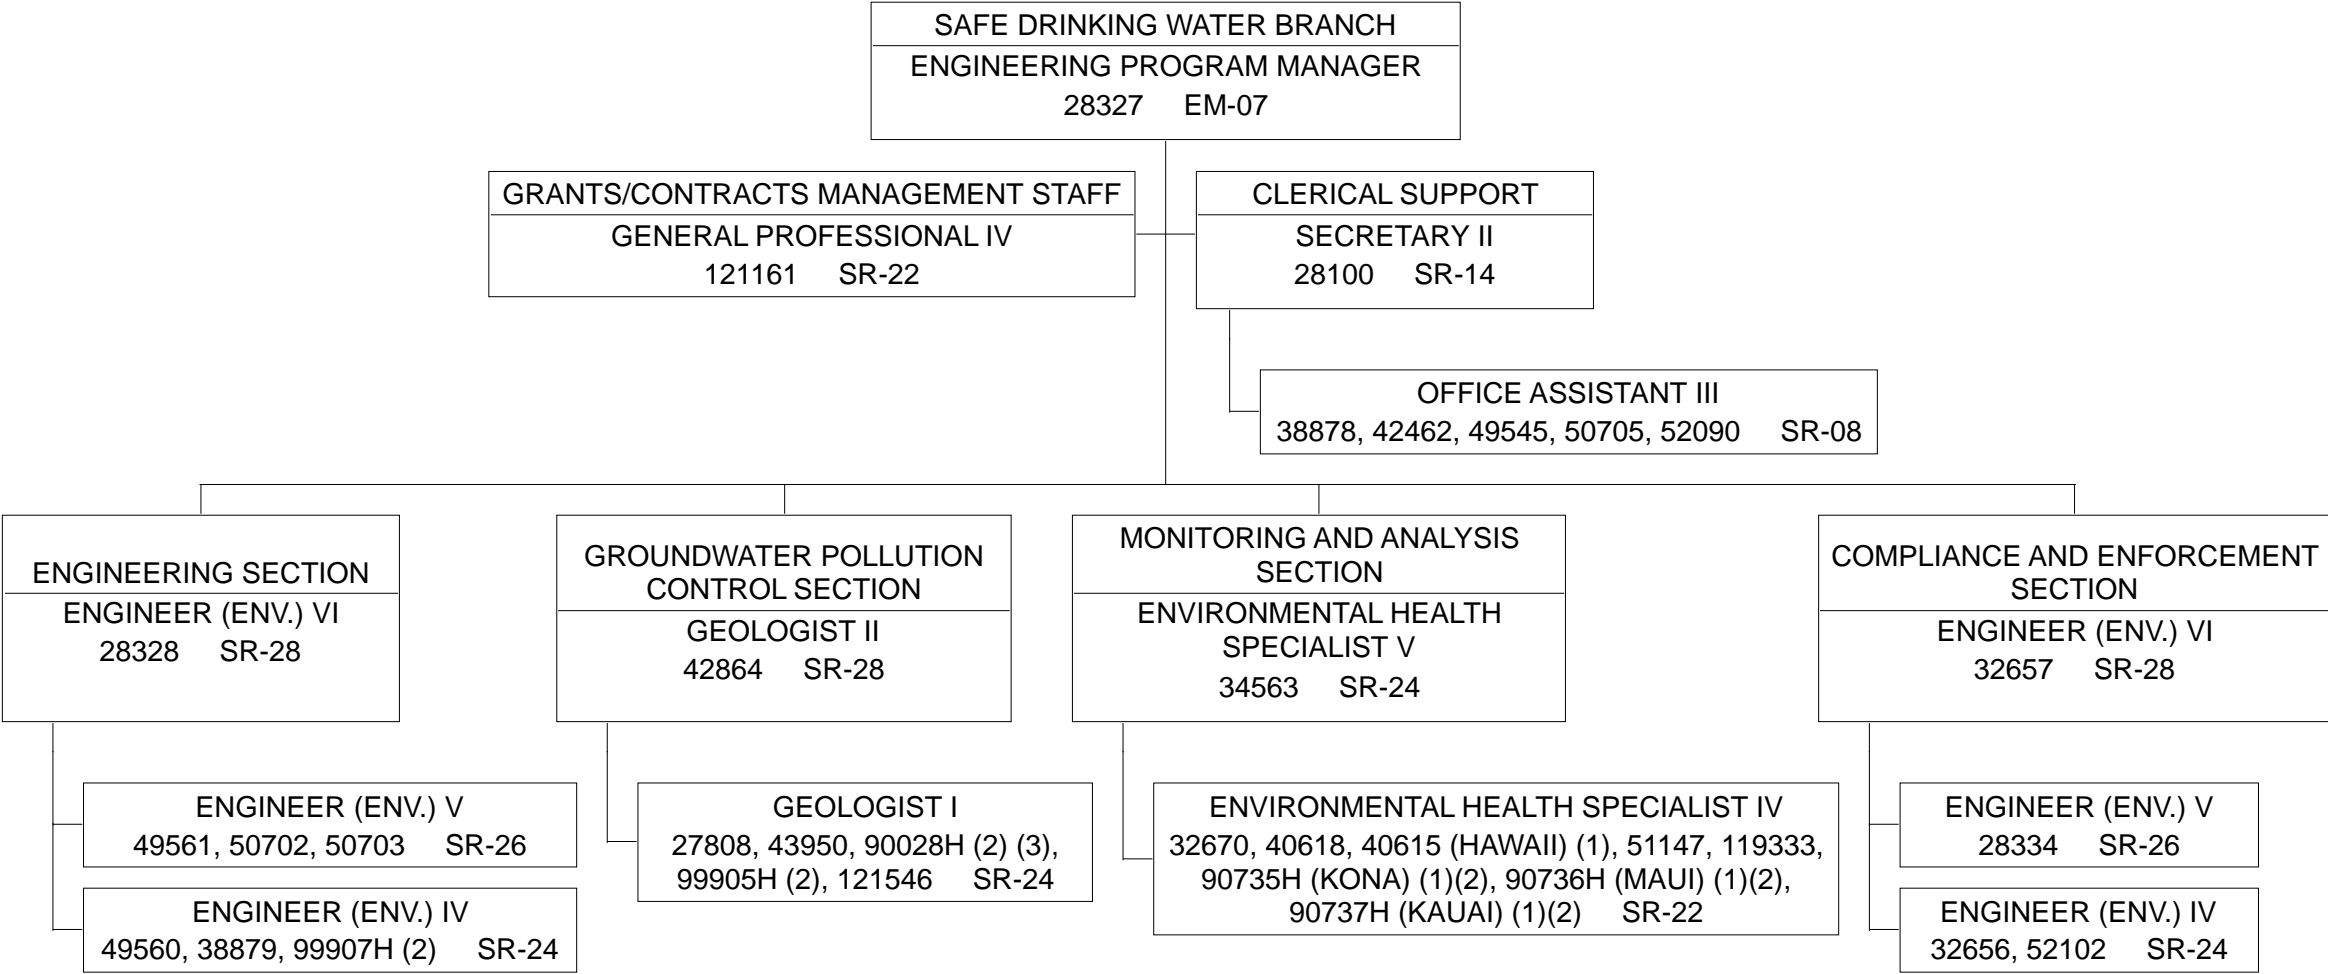 SAFE DRINKING WATER BRANCH
ENGINEERING PROGRAM MANAGER
28327 EM-07
GRANTS/CONTRACTS MANAGEMENT STAFF
GENERAL PROFESSIONAL IV
121161 SR-22
CLERICAL SUPPORT
SECRETARY II
28100 SR-14
OFFICE ASSISTANT III
38878, 42462, 49545, 50705, 52090 SR-08
ENGINEERING SECTION
ENGINEER (ENV.) VI
28328 SR-28
ENGINEER (ENV.) V
49561, 50702, 50703 SR-26
ENGINEER (ENV.) IV
49560, 38879, 99907H (2) SR-24
GROUNDWATER POLLUTION
CONTROL SECTION
GEOLOGIST II
42864 SR-28
GEOLOGIST I
27808, 43950, 90028H (2) (3),
99905H (2), 121546 SR-24
MONITORING AND ANALYSIS
SECTION
ENVIRONMENTAL HEALTH
SPECIALIST V
34563 SR-24
ENVIRONMENTAL HEALTH SPECIALIST IV
32670, 40618, 40615 (HAWAII) (1), 51147, 119333,
90735H (KONA) (1)(2), 90736H (MAUI) (1)(2),
90737H (KAUAI) (1)(2) SR-22
COMPLIANCE AND ENFORCEMENT
SECTION
ENGINEER (ENV.) VI
32657 SR-28
ENGINEER (ENV.) V
28334 SR-26
ENGINEER (ENV.) IV
32656, 52102 SR-24